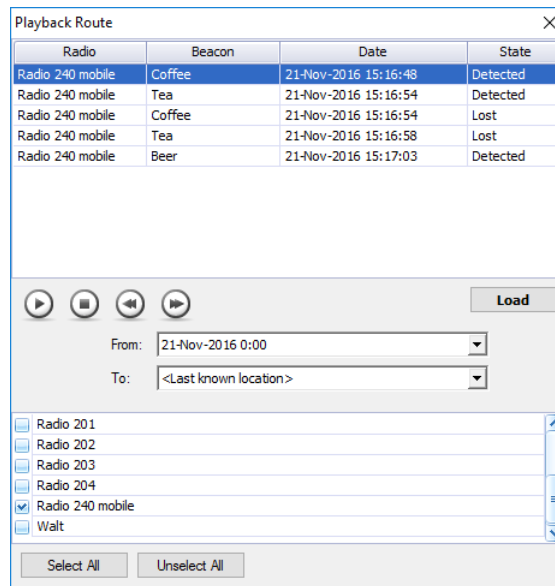 Playback Route
Radio Beacon Date State
Radio 240 mobile Coffee 21-Nov-2016 15:16:48 Detected
Radio 240 mobile Tea 21-Nov-2016 15:16:54 Detected
Radio 240 mobile Coffee 21-Nov-2016 15:16:54 Lost
Radio 240 mobile Tea 21-Nov-2016 15:16:58 Lost
Radio 240 mobile Beer 21-Nov-2016 15:17:03 Detected
Load
From: 21-Nov-2016 0:00
To: <Last known location>
Radio 201
Radio 202
Radio 203
Radio 204
Radio 240 mobile
Walt
Select All Unselect All